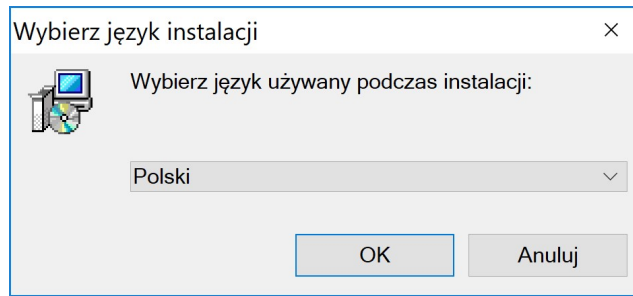 Wybierz język instalacji
Wybierz język używany podczas instalacji:
Polski
OK
Anuluj